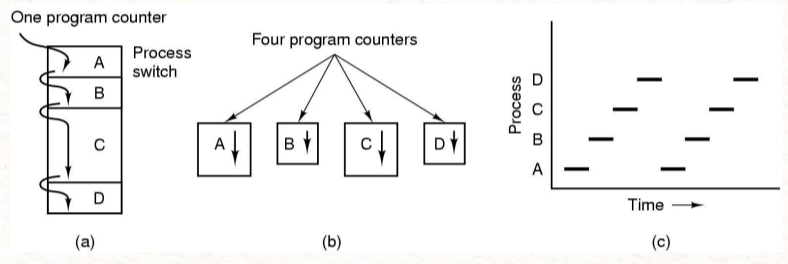 One program counter
Process
switch
A
B
C
D
(a)
Four program counters
A
B
C
D
(b)
Process
D
C
B
A
Time
(c)